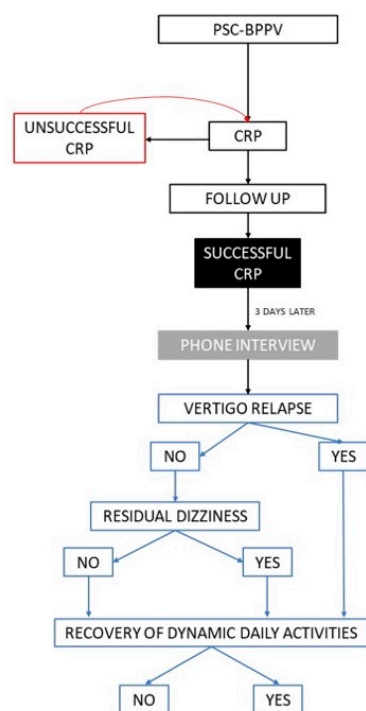 PSC-BPPV
UNSUCCESSFUL
CRP
CRP
FOLLOW UP
SUCCESSFUL
CRP
3 DAYS LATER
PHONE INTERVIEW
VERTIGO RELAPSE
NO
YES
RESIDUAL DIZZINESS
NO
YES
RECOVERY OF DYNAMIC DAILY ACTIVITIES
NO
YES